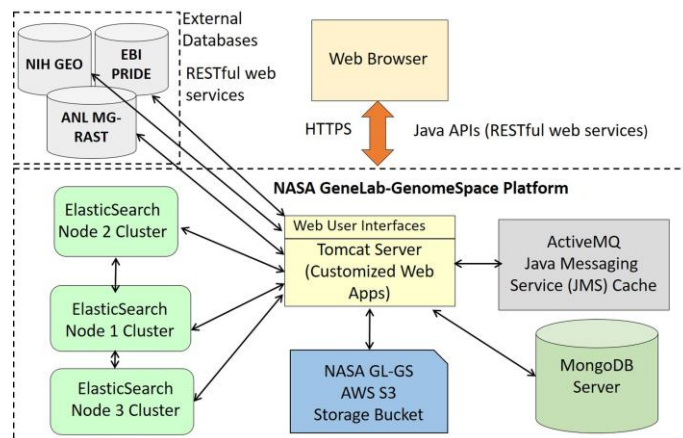 External
Databases
NIH GEO
EBI
PRIDE
ANL MG-
RAST
RESTful web
services
Web Browser
HTTPS
Java APIs (RESTful web services)
NASA GeneLab-GenomeSpace Platform
ElasticSearch
Node 2 Cluster
ElasticSearch
Node 1 Cluster
ElasticSearch
Node 3 Cluster
Web User Interfaces
Tomcat Server
(Customized Web
Apps)
ActiveMQ
Java Messaging
Service (JMS) Cache
NASA GL-GS
AWS S3
Storage Bucket
MongoDB
Server